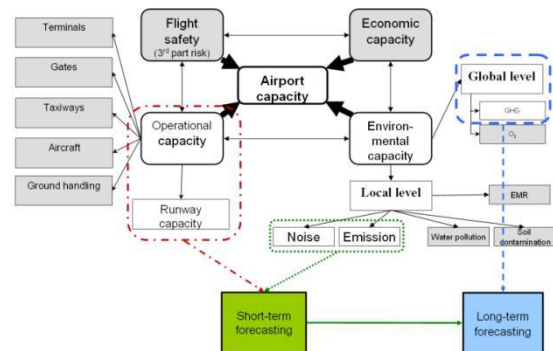 Terminals
Gates
Taxiways
Aircraft
Ground handling
Flight
safety
(3rd part risk)
Economic
capacity
Airport
capacity
Operational
capacity
Environ-
mental
capacity
Global level
GHG
O3
Runway
capacity
Local level
EMR
Noise
Emission
Water pollution
Soil
contamination
Short-term
forecasting
Long-term
forecasting